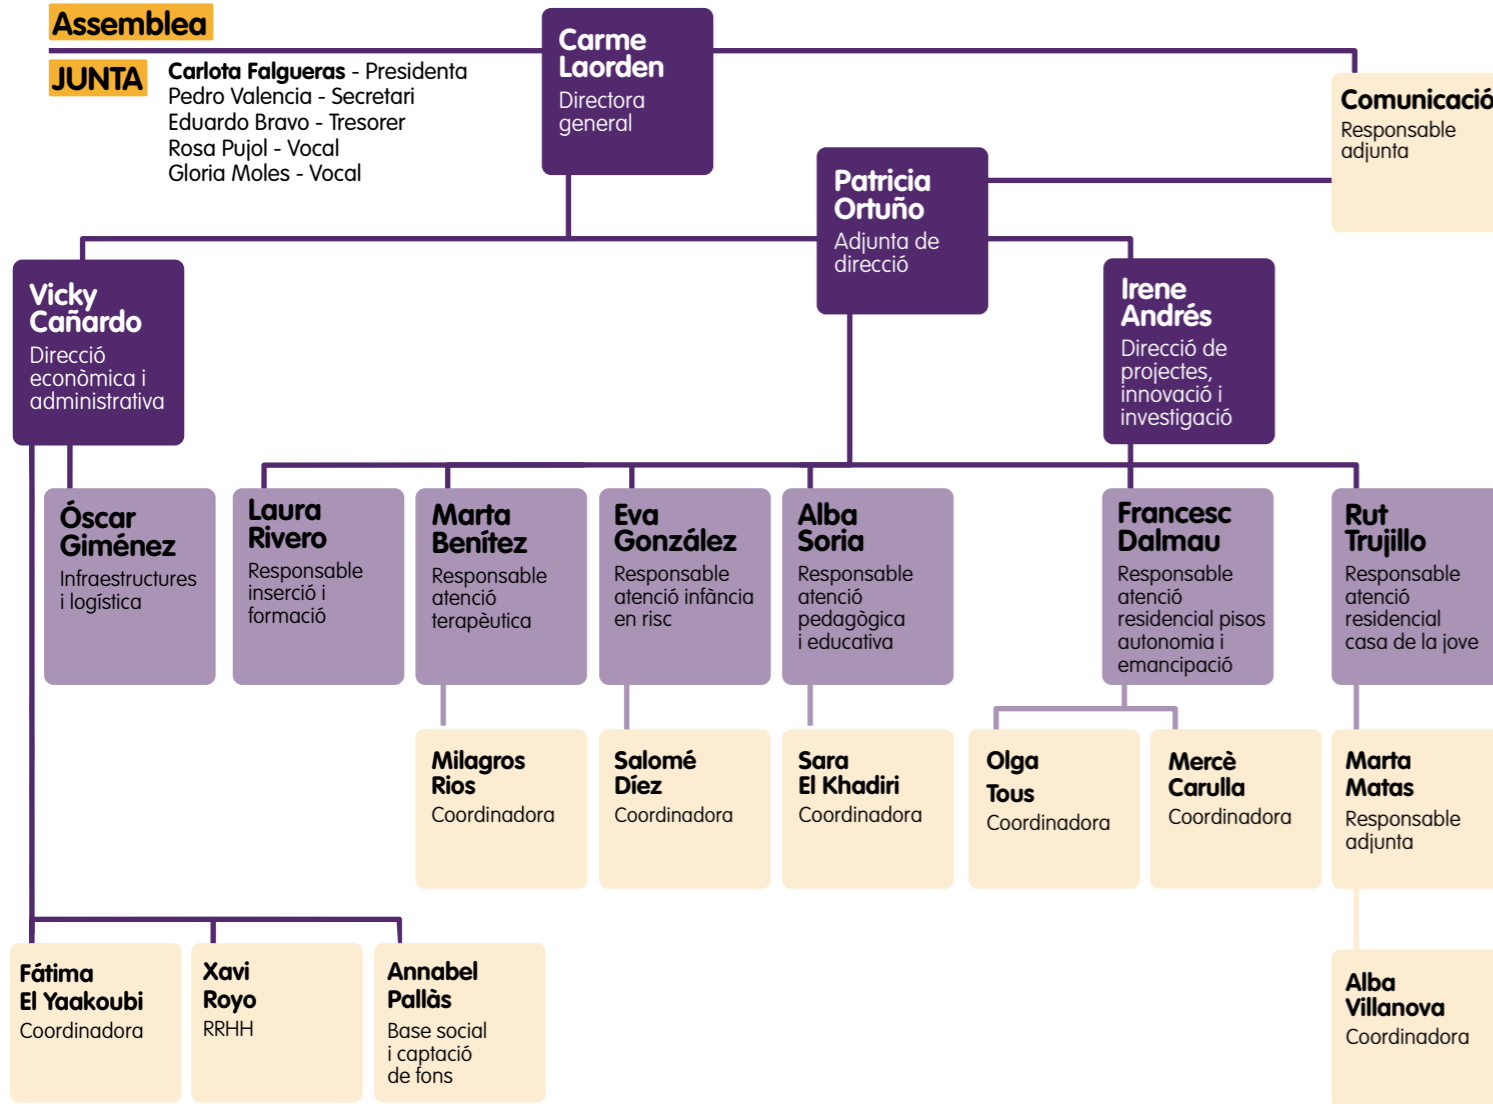 Assemblea
JUNTA
Carlota Falgueras - Presidenta
Pedro Valencia - Secretari
Eduardo Bravo - Tresorer
Rosa Pujol - Vocal
Gloria Moles - Vocal
Carme
Laorden
Directora
general
Comunicació
Responsable
adjunta
Patricia
Ortuño
Adjunta de
direcció
Vicky
Cañardo
Direcció
econòmica i
administrativa
Irene
Andrés
Direcció de
projectes,
innovació i
investigació
Óscar
Giménez
Infraestructures
i logística
Laura
Rivero
Responsable
inserció i
formació
Marta
Benítez
Responsable
atenció
terapèutica
Eva
González
Responsable
atenció infància
en risc
Alba
Soria
Responsable
atenció
pedagògica
i educativa
Francesc
Dalmau
Responsable
atenció
residencial pisos
autonomia i
emancipació
Rut
Trujillo
Responsable
atenció
residencial
casa de la jove
Milagros
Rios
Coordinadora
Salomé
Díez
Coordinadora
Sara
El Khadiri
Coordinadora
Olga
Tous
Coordinadora
Mercè
Carulla
Coordinadora
Marta
Matas
Responsable
adjunta
Fátima
El Yaakoubi
Coordinadora
Xavi
Royo
RRHH
Annabel
Pallàs
Base social
i captació
de fons
Alba
Villanova
Coordinadora